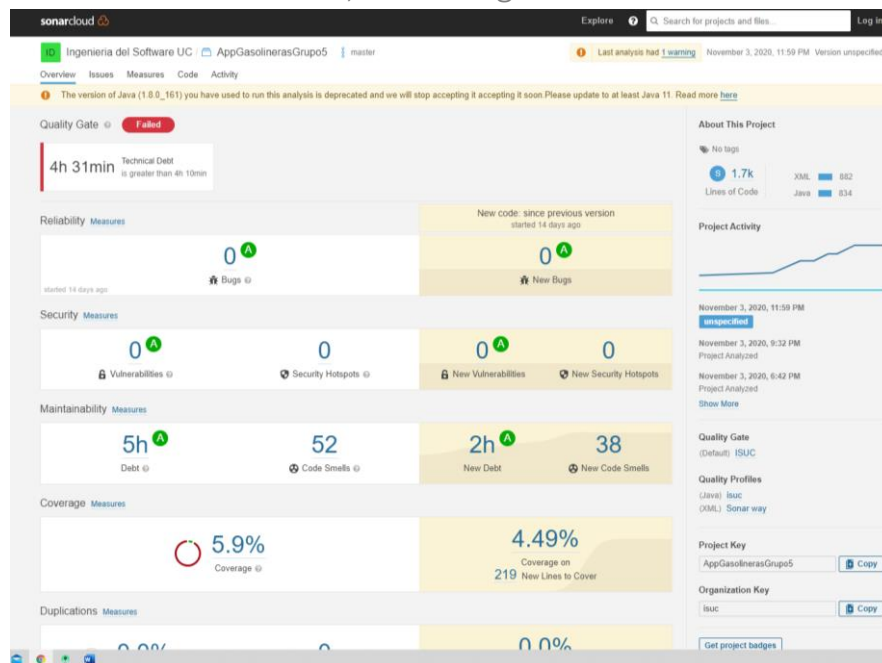 sonarcloud
Explore
Search for projects and files...
Log in
ID Ingenieria del Software UC / AppGasolinerasGrupo5 master
Last analysis had 1 warning November 3, 2020, 11:59 PM Version unspecified
Overview Issues Measures Code Activity
The version of Java (1.8.0_161) you have used to run this analysis is deprecated and we will stop accepting it accepting it soon.Please update to at least Java 11. Read more here
Quality Gate Failed
4h 31min
Technical Debt
is greater than 4h 10min
Reliability Measures
New code: since previous version
started 14 days ago
0 A
Bugs
started 14 days ago
0 A
New Bugs
Security Measures
0 A
Vulnerabilities
0
Security Hotspots
0 A
New Vulnerabilities
0
New Security Hotspots
Maintainability Measures
5h A
Debt
52
Code Smells
2h A
New Debt
38
New Code Smells
Coverage Measures
5.9%
Coverage
4.49%
Coverage on
219 New Lines to Cover
Duplications Measures
0.0%
About This Project
No tags
S 1.7k
Lines of Code
XML 882
Java 834
Project Activity
November 3, 2020, 11:59 PM
unspecified
November 3, 2020, 9:32 PM
Project Analyzed
November 3, 2020, 6:42 PM
Project Analyzed
Show More
Quality Gate
(Default) ISUC
Quality Profiles
(Java) isuc
(XML) Sonar way
Project Key
AppGasolinerasGrupo5 Copy
Organization Key
isuc Copy
Get project badges